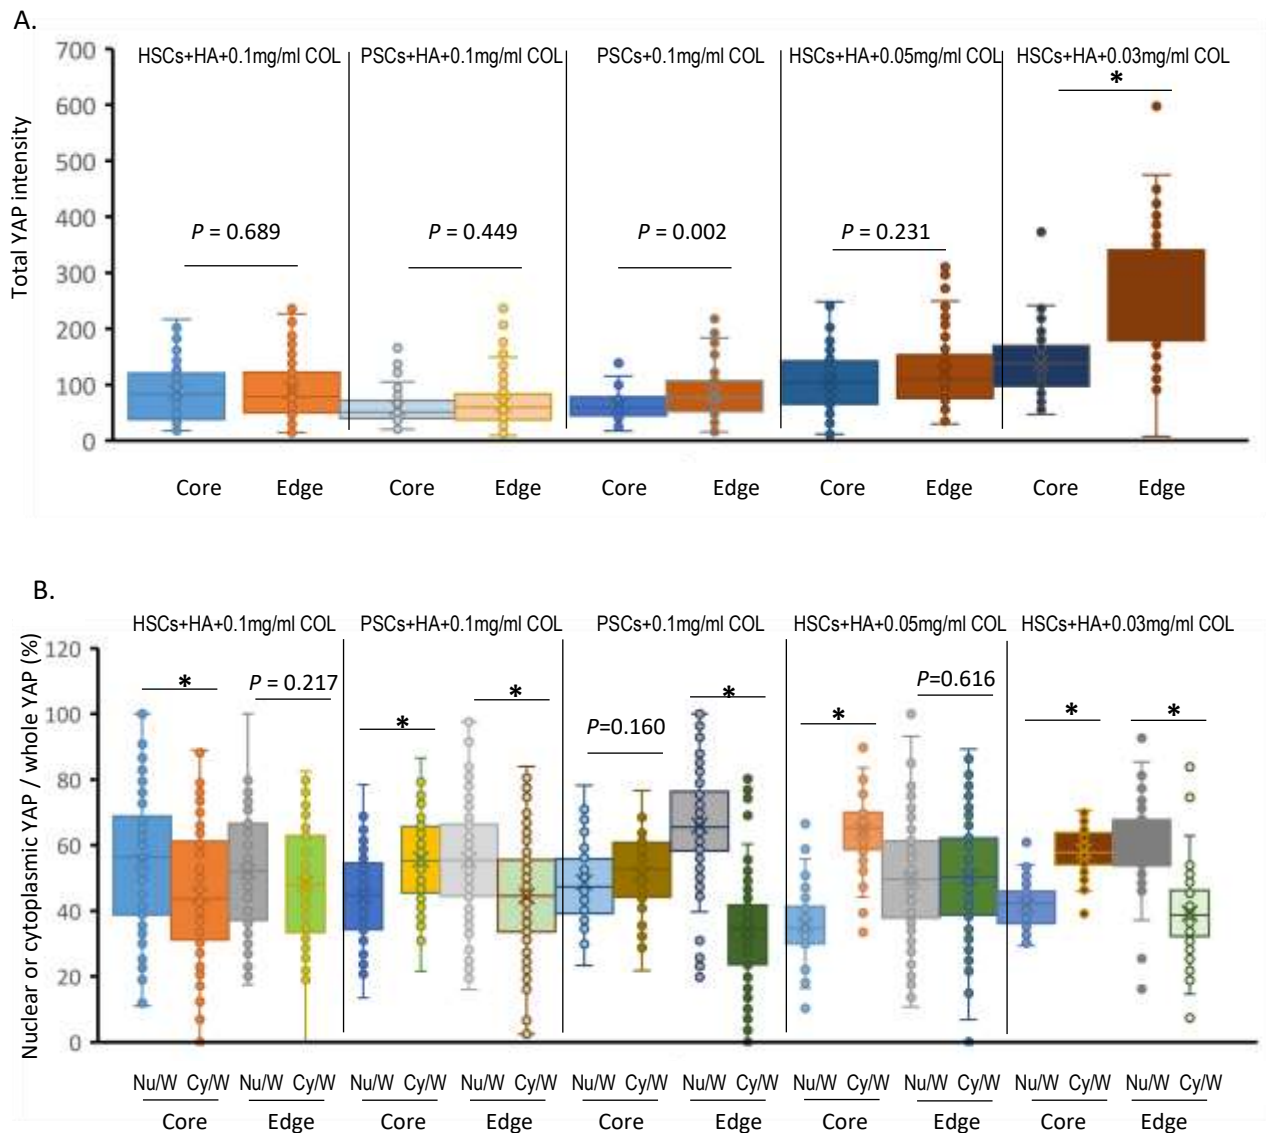 A.
HSCs+HA+0.1mg/ml COL PSCs+HA+0.1mg/ml COL PSCs+0.1mg/ml COL HSCs+HA+0.05mg/ml COL HSCs+HA+0.03mg/ml COL
Total YAP intensity
700
600
500
400
300
200
100
0
*
P = 0.689 P = 0.449 P = 0.002 P = 0.231
Core Edge Core Edge Core Edge Core Edge Core Edge
B.
HSCs+HA+0.1mg/ml COL PSCs+HA+0.1mg/ml COL PSCs+0.1mg/ml COL HSCs+HA+0.05mg/ml COL HSCs+HA+0.03mg/ml COL
Nuclear or cytoplasmic YAP / whole YAP (%)
120
100
80
60
40
20
0
* P = 0.217 * * P=0.160 * * P=0.616 * *
Nu/W Cy/W Nu/W Cy/W Nu/W Cy/W Nu/W Cy/W Nu/W Cy/W Nu/W Cy/W Nu/W Cy/W Nu/W Cy/W Nu/W Cy/W Nu/W Cy/W
Core Edge Core Edge Core Edge Core Edge Core Edge